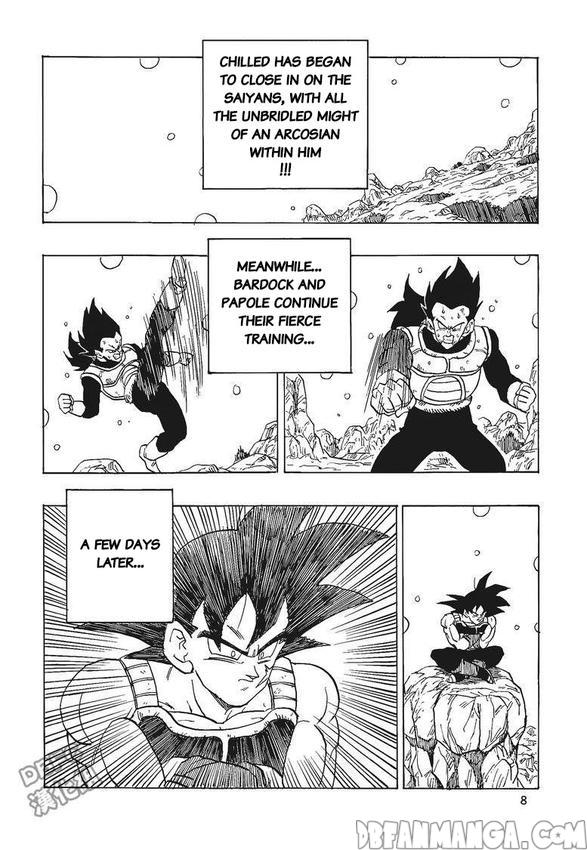 CHILLED HAS BEGAN
TO CLOSE IN ON THE
SAIYANS, WITH ALL
THE UNBRIDLED MIGHT
OF AN ARCOSIAN
WITHIN HIM
!!!
MEANWHILE...
BARDOCK AND
PAPOLE CONTINUE
THEIR FIERCE
TRAINING...
A FEW DAYS
LATER...
8
DBFANMANGA.COM